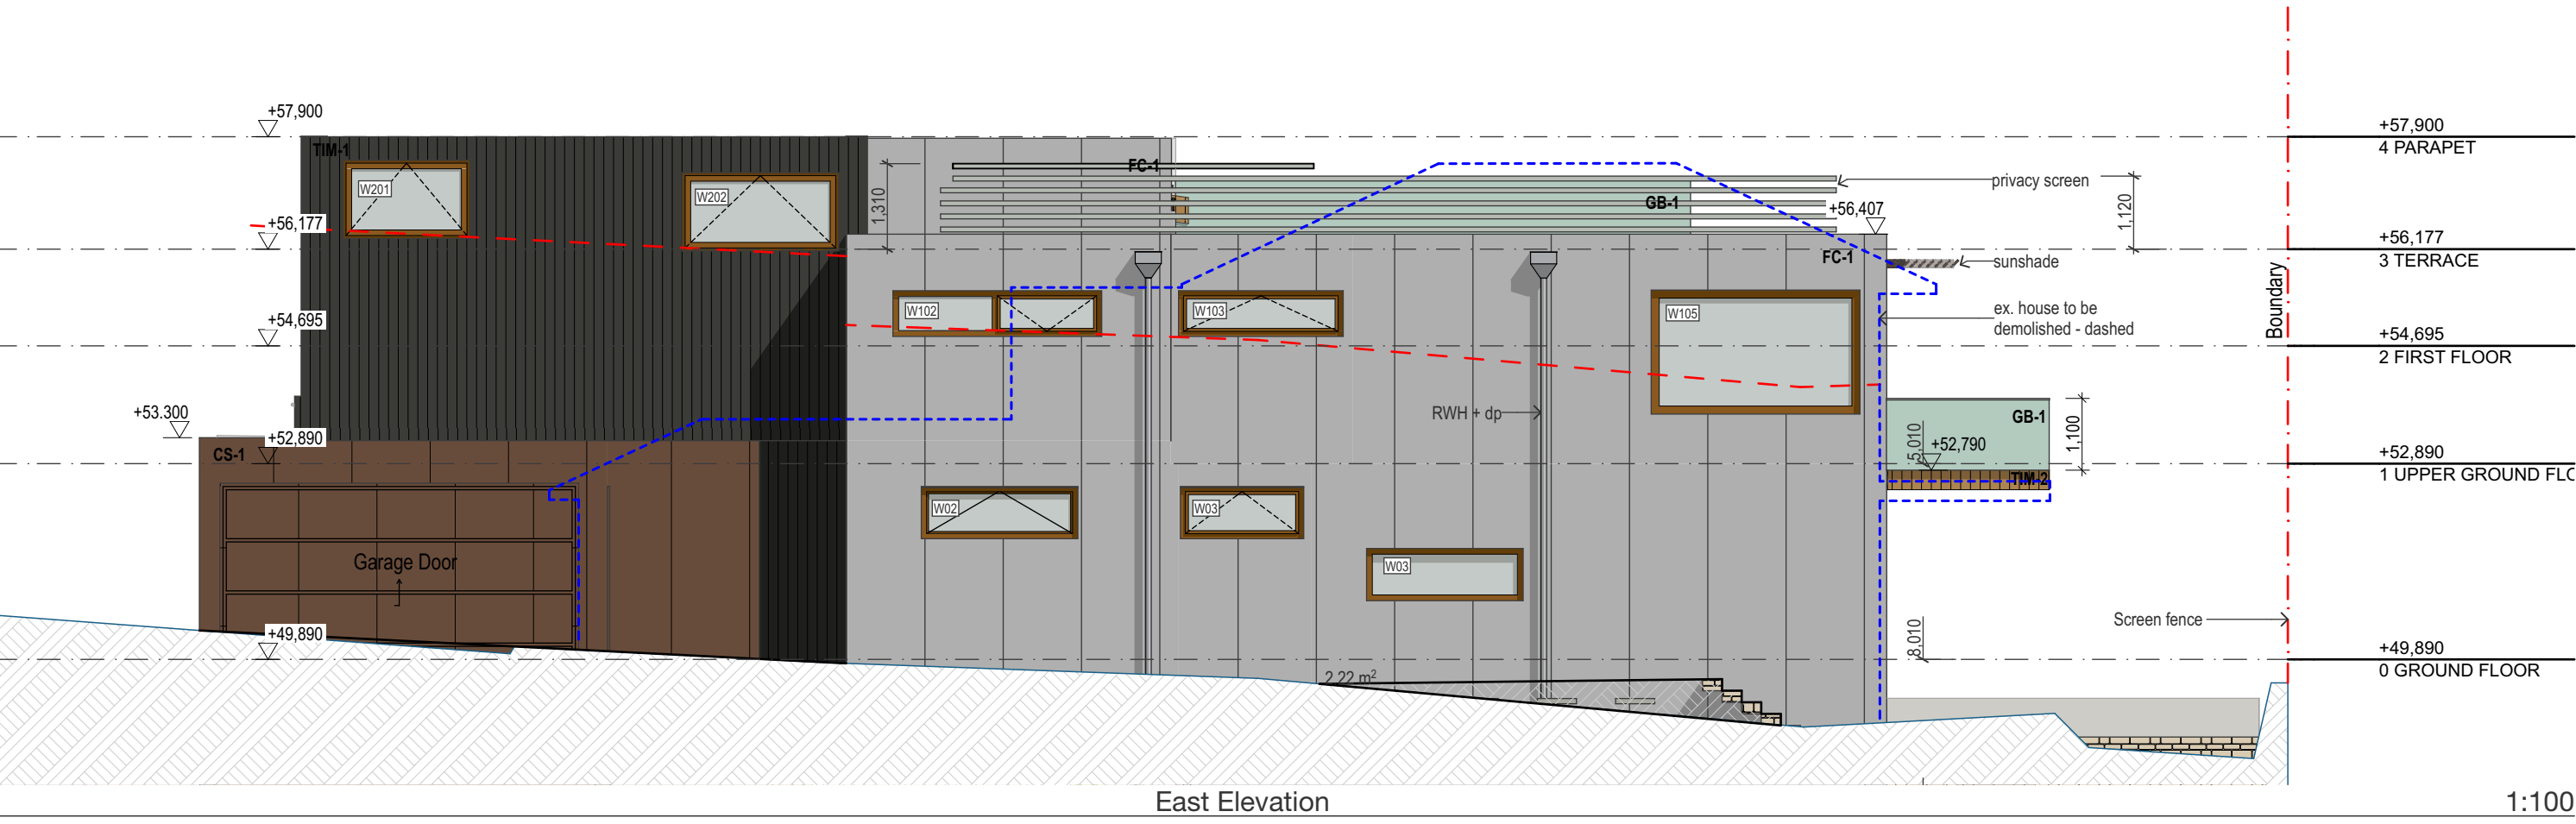 +57,900
TIM-1
W201
W202
+56,177
+54,695
+53.300
+52,890
CS-1
Garage Door
+49,890
FC-1
1,310
GB-1
+56,407
privacy screen
1,120
FC-1
sunshade
W102
W103
W105
ex. house to be
demolished - dashed
RWH + dp
GB-1
5,010
+52,790
1,100
TIM-2
W02
W03
W03
Screen fence
8,010
2.22 m²
Boundary
+57,900
4 PARAPET
+56,177
3 TERRACE
+54,695
2 FIRST FLOOR
+52,890
1 UPPER GROUND FLC
+49,890
0 GROUND FLOOR
East Elevation
1:100